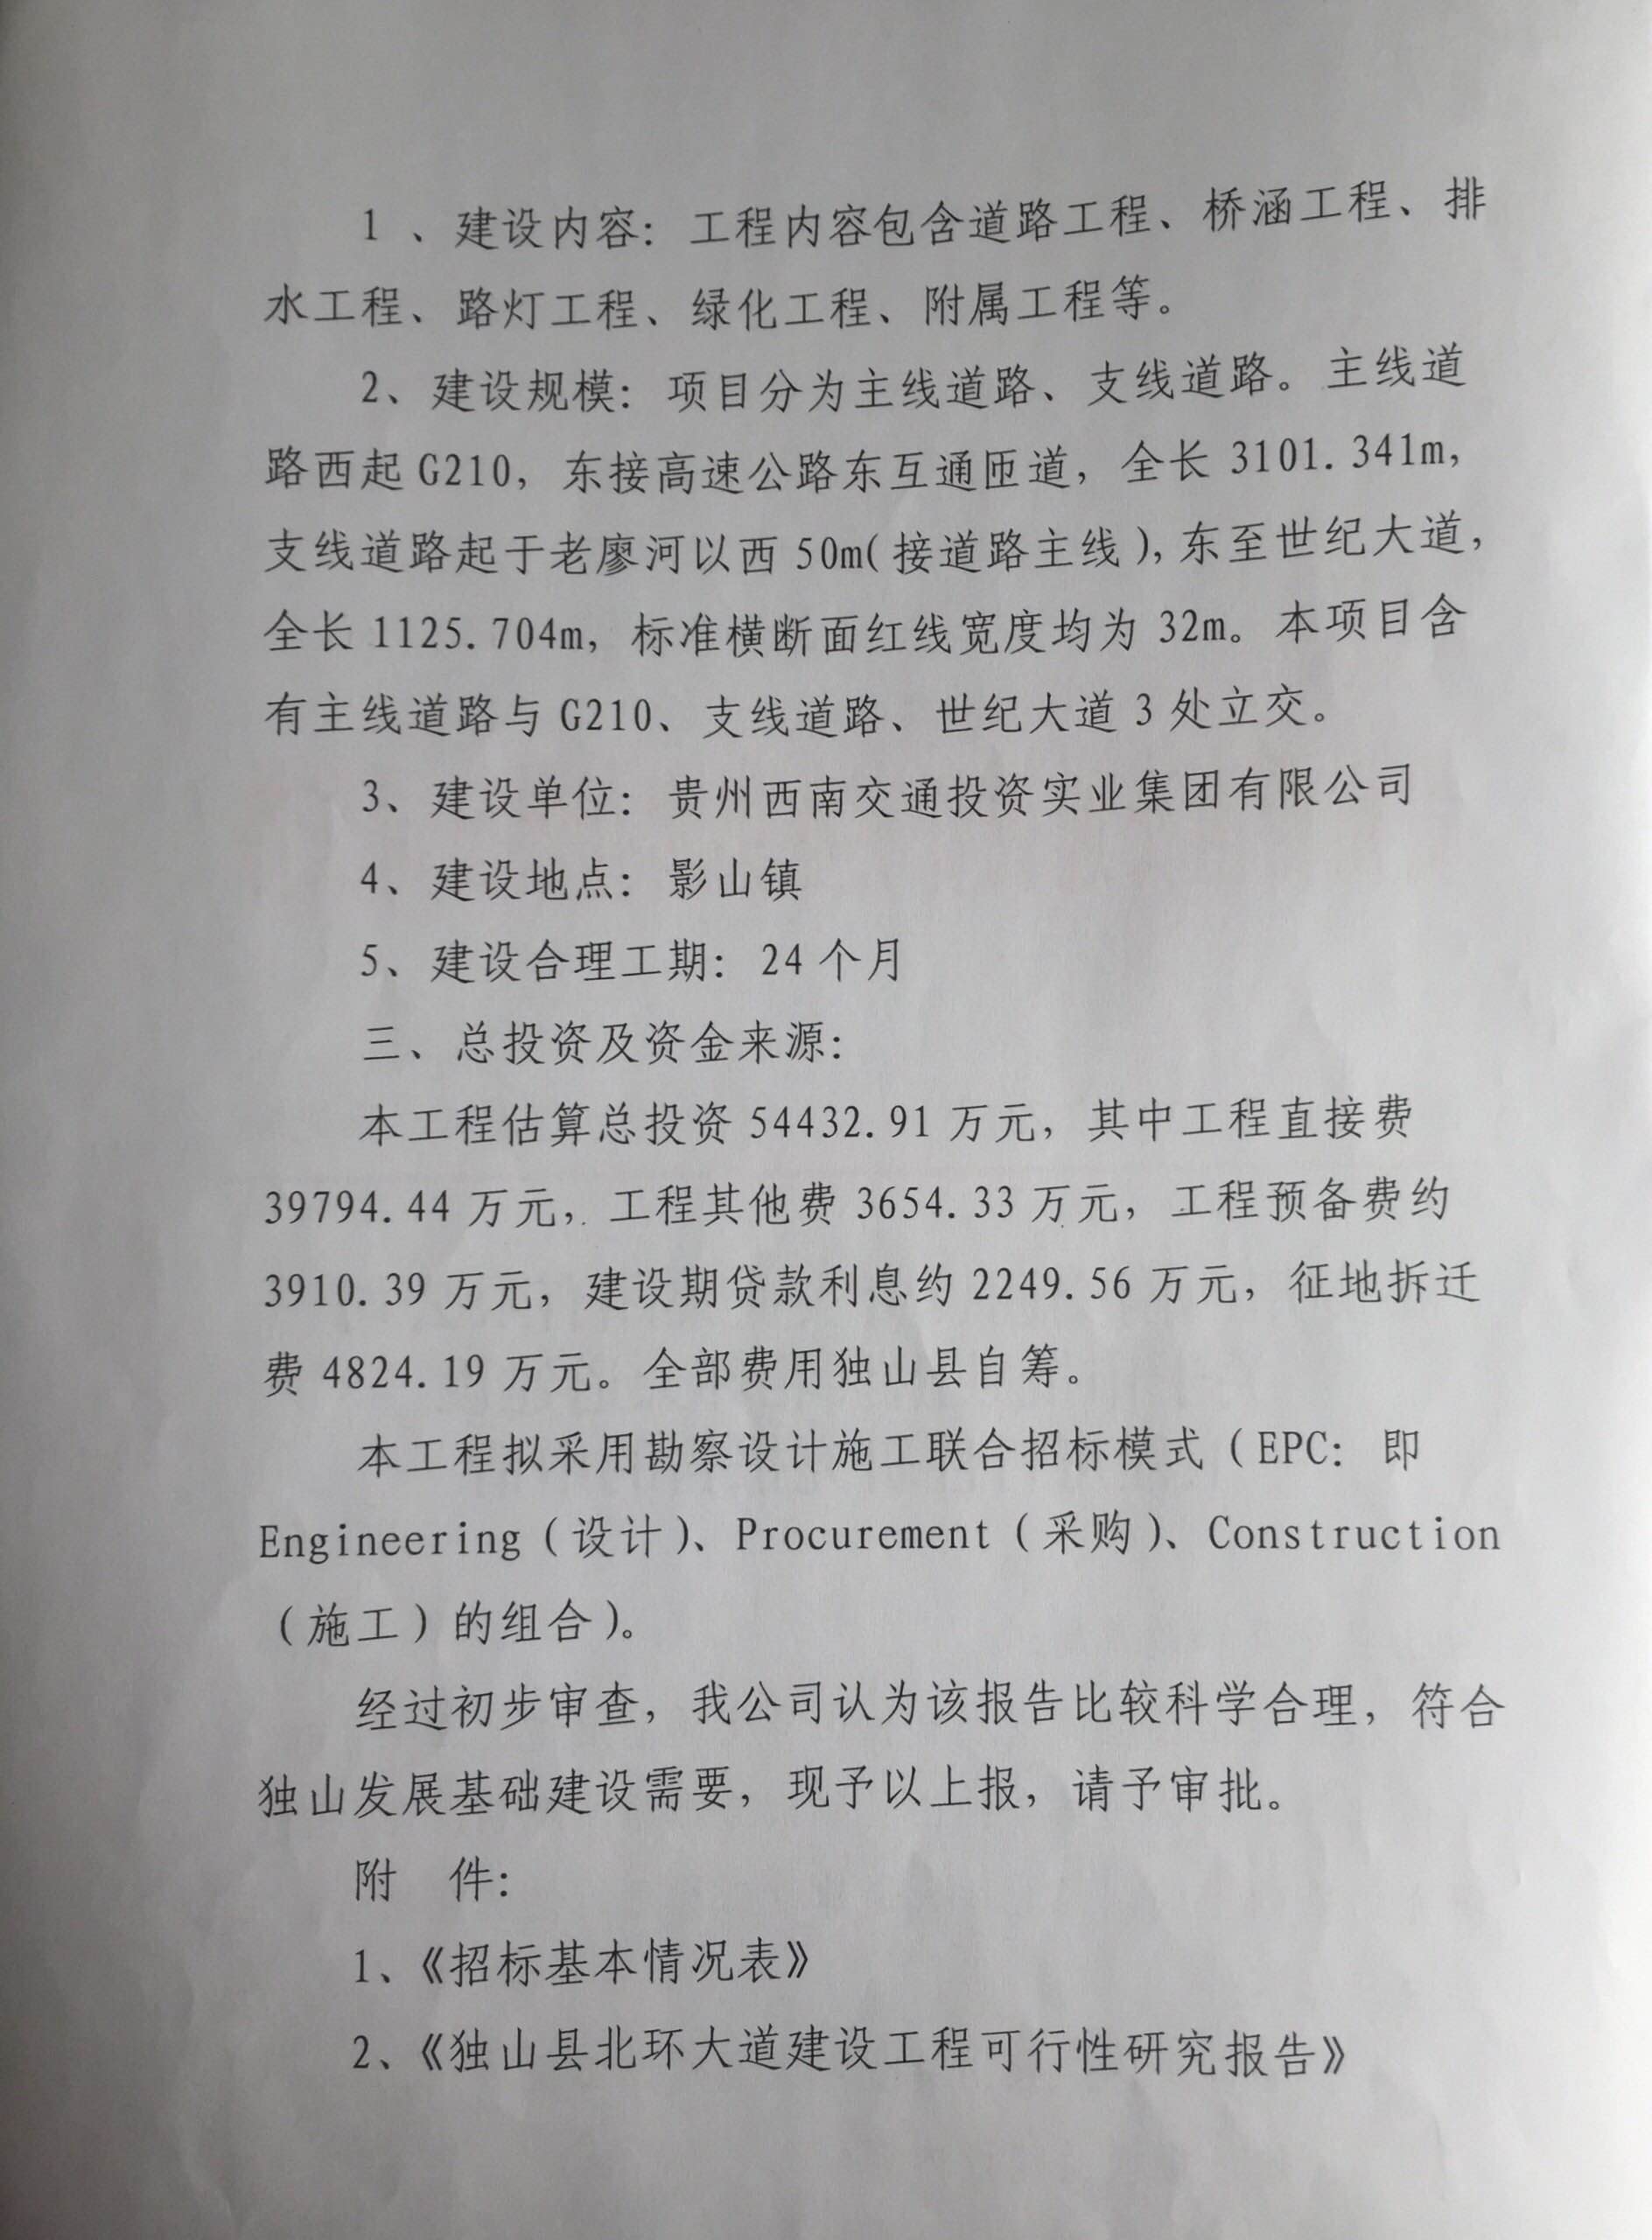 1 、建设内容：工程内容包含道路工程、桥涵工程、排
水工程、路灯工程、绿化工程、附属工程等。
2、建设规模：项目分为主线道路、支线道路。主线道
路西起 G210，东接高速公路东互通匝道，全长 3101.341m，
支线道路起于老廖河以西 50m（接道路主线），东至世纪大道，
全长 1125.704m，标准横断面红线宽度均为 32m。本项目含
有主线道路与 G210、支线道路、世纪大道 3 处立交。
3、建设单位：贵州西南交通投资实业集团有限公司
4、建设地点：影山镇
5、建设合理工期：24 个月
三、总投资及资金来源：
本工程估算总投资 54432.91 万元，其中工程直接费
39794.44 万元，工程其他费 3654.33 万元，工程预备费约
3910.39 万元，建设期贷款利息约 2249.56 万元，征地拆迁
费 4824.19 万元。全部费用独山县自筹。
本工程拟采用勘察设计施工联合招标模式（EPC：即
Engineering（设计）、Procurement（采购）、Construction
（施工）的组合）。
经过初步审查，我公司认为该报告比较科学合理，符合
独山发展基础建设需要，现予以上报，请予审批。
附　件：
1、《招标基本情况表》
2、《独山县北环大道建设工程可行性研究报告》